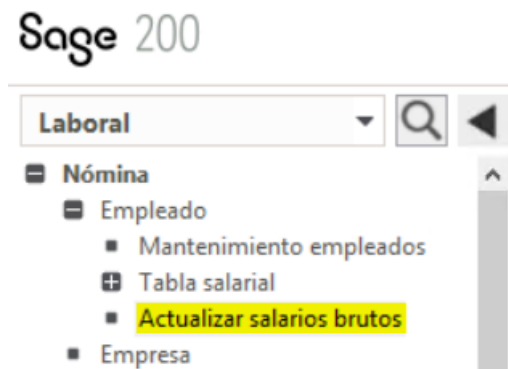 Sage 200
Laboral
Nómina
Empleado
Mantenimiento empleados
Tabla salarial
Actualizar salarios brutos
Empresa